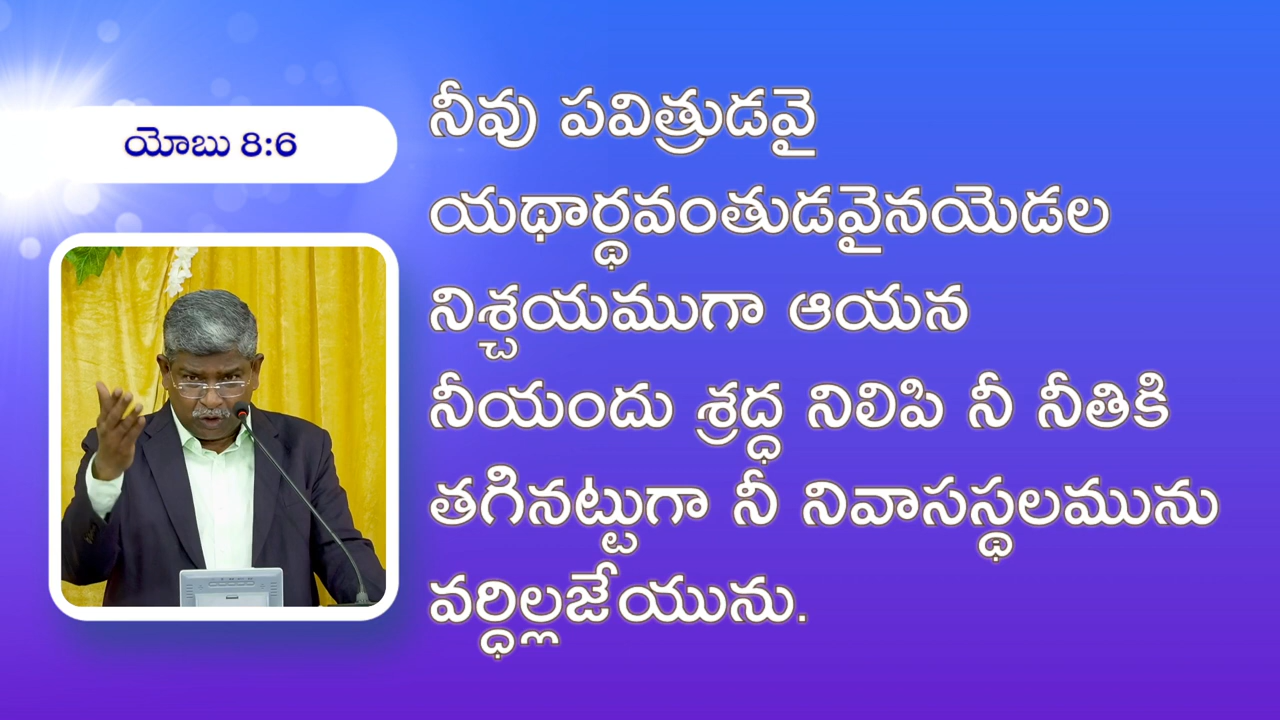 యోబు 8:6
నీవు పవిత్రుడవై
యథార్థవంతుడవైనయెడల
నిశ్చయముగా ఆయన
నీయందు శ్రద్ధ నిలిపి నీ నీతికి
తగినట్టుగా నీ నివాసస్థలమును
వర్ధిల్లజేయును.